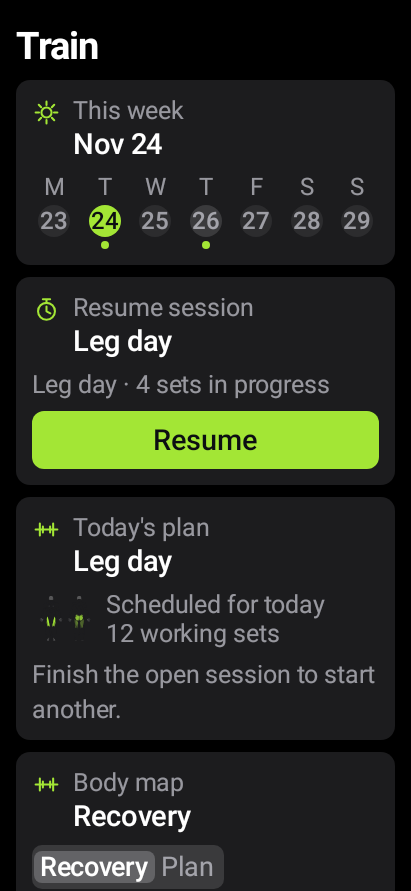 Train
This week
Nov 24
M T W T F S S
23 24 25 26 27 28 29
Resume session
Leg day
Leg day · 4 sets in progress
Resume
Today's plan
Leg day
Scheduled for today
12 working sets
Finish the open session to start
another.
Body map
Recovery
Recovery Plan